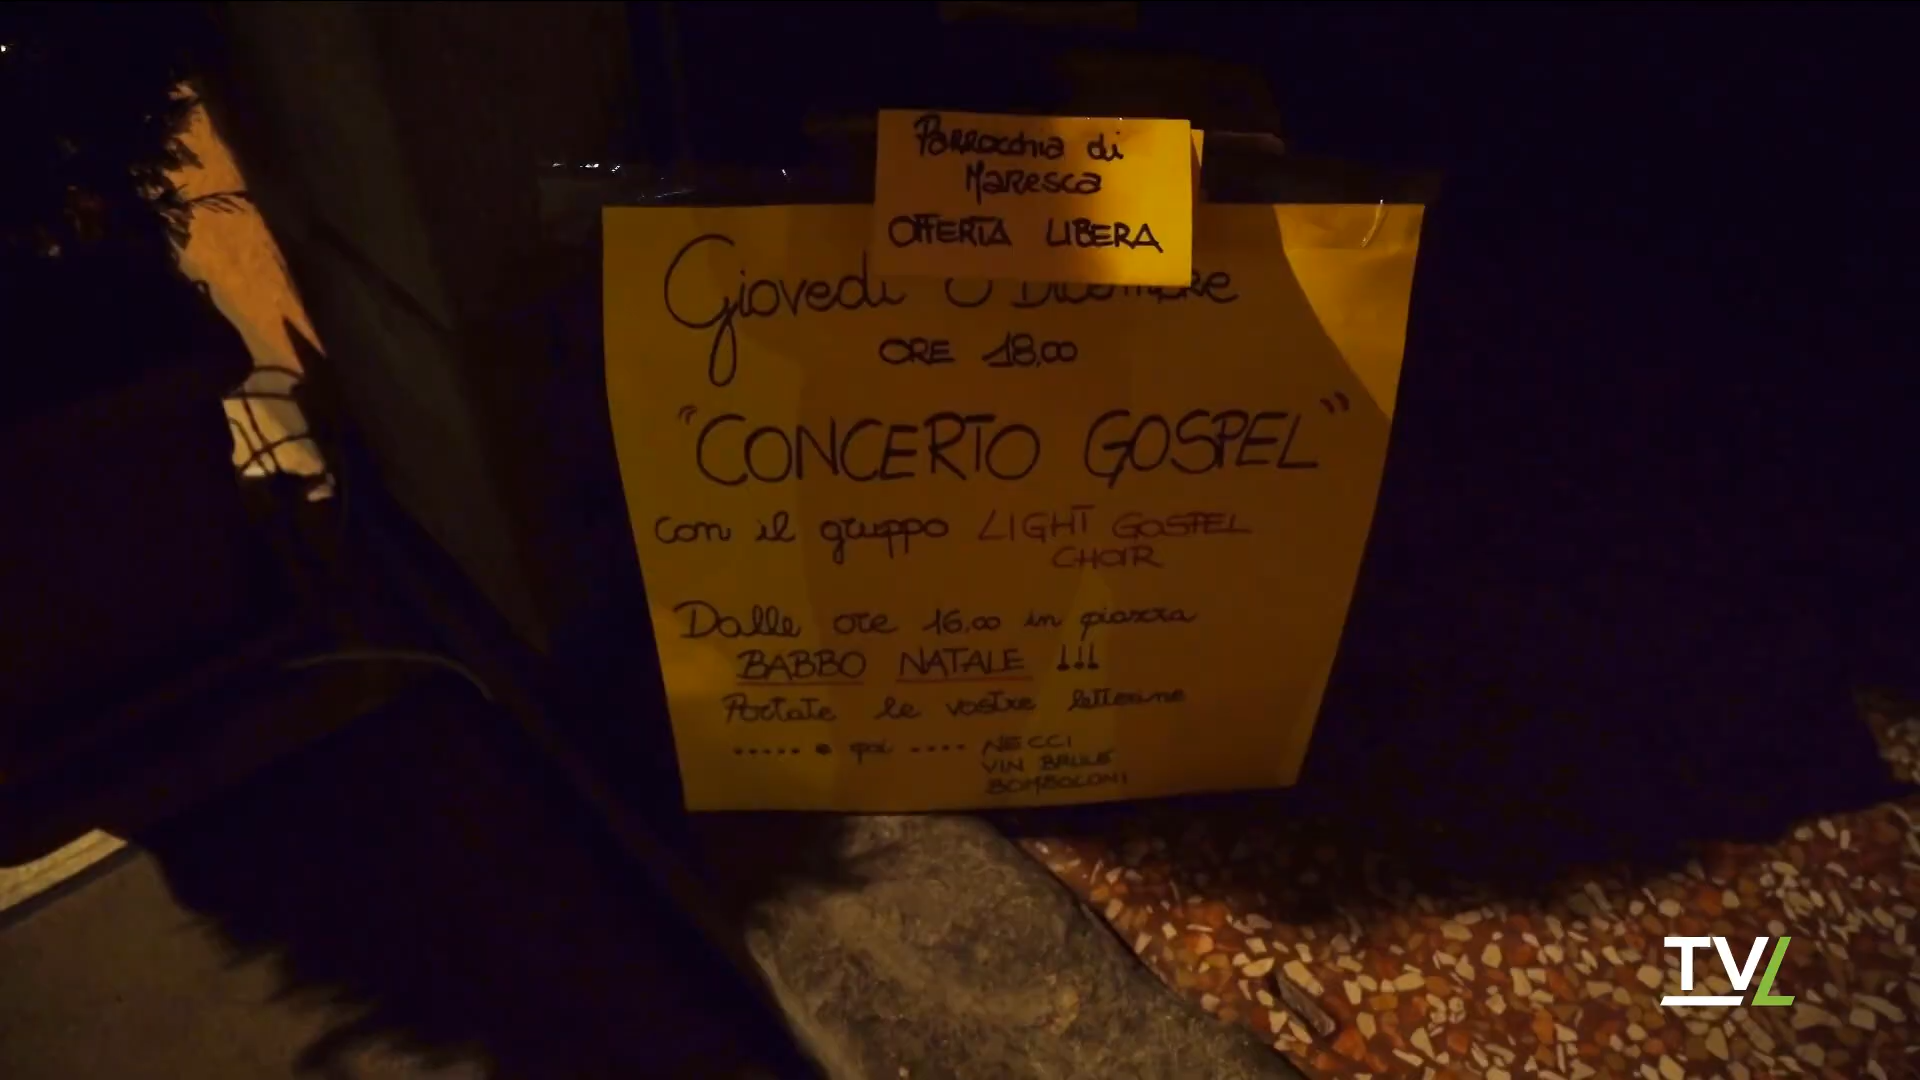 Parrocchia di
Maresca
OFFERTA LIBERA
Giovedì Dicembre
ORE 18,00
"CONCERTO GOSPEL"
con il gruppo LIGHT GOSPEL
CHOIR
Dalle ore 16,00 in piazza
BABBO NATALE !!!
Portate le vostre letterine
..... e poi .... NECCI
VIN BRULÈ
BOMBOLONI
TVL